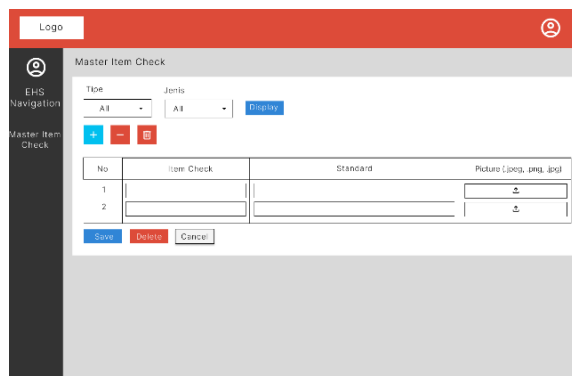 Logo
EHS
Navigation
Master Item
Check
Master Item Check
Tipe Jenis
All All Display
+ −
No Item Check Standard Picture (.jpeg, .png, .jpg)
1
2
Save Delete Cancel